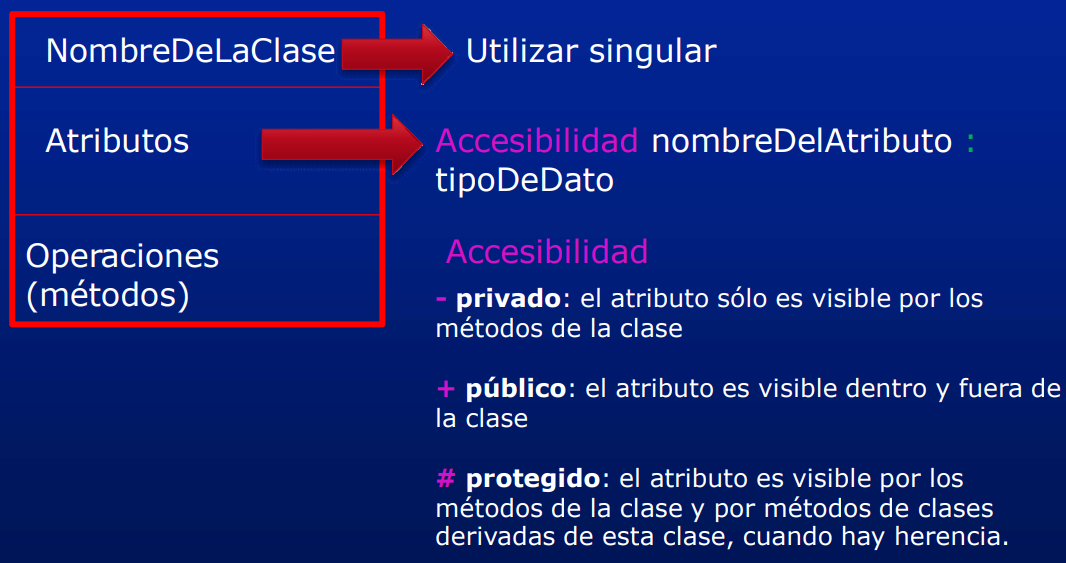 NombreDeLaClase
Utilizar singular
Atributos
Accesibilidad nombreDelAtributo :
tipoDeDato
Operaciones
(métodos)
Accesibilidad
- privado: el atributo sólo es visible por los
métodos de la clase
+ público: el atributo es visible dentro y fuera de
la clase
# protegido: el atributo es visible por los
métodos de la clase y por métodos de clases
derivadas de esta clase, cuando hay herencia.